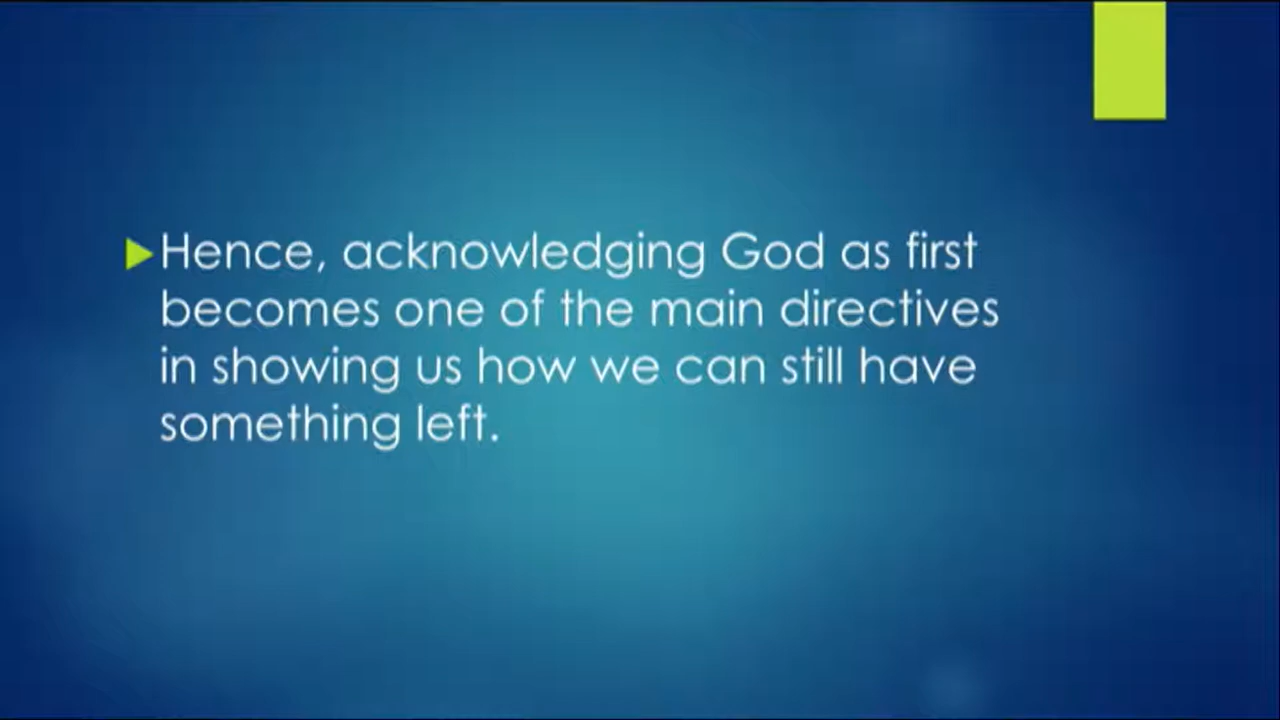 Hence, acknowledging God as first
becomes one of the main directives
in showing us how we can still have
something left.